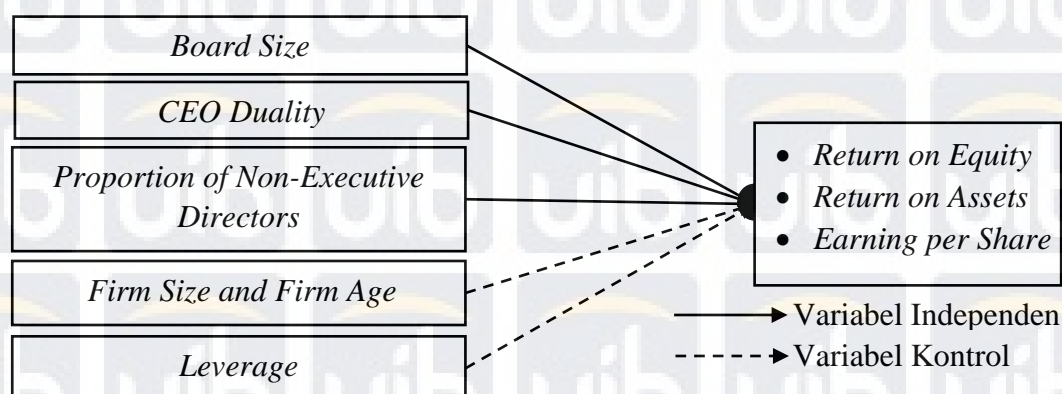 Board Size
CEO Duality
Proportion of Non-Executive
Directors
Firm Size and Firm Age
Leverage
• Return on Equity
• Return on Assets
• Earning per Share
Variabel Independen
Variabel Kontrol